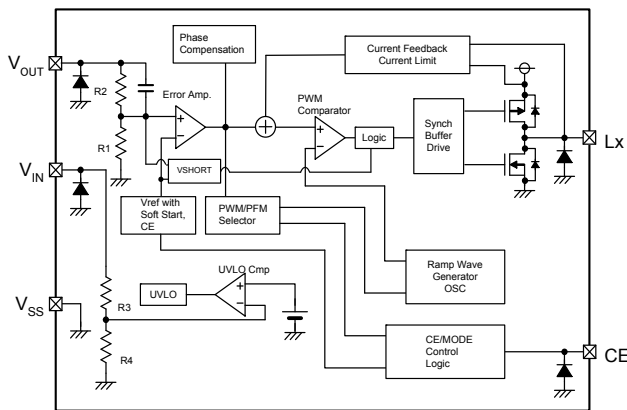 Phase
Compensation
Current Feedback
Current Limit
VOUT
R2
Error Amp.
PWM
Comparator
R1
Logic
Synch
Buffer
Drive
Lx
VSHORT
VIN
Vref with
Soft Start,
CE
PWM/PFM
Selector
Ramp Wave
Generator
OSC
UVLO Cmp
R3
UVLO
VSS
R4
CE/MODE
Control
Logic
CE
+
−
+
+
−
+
−